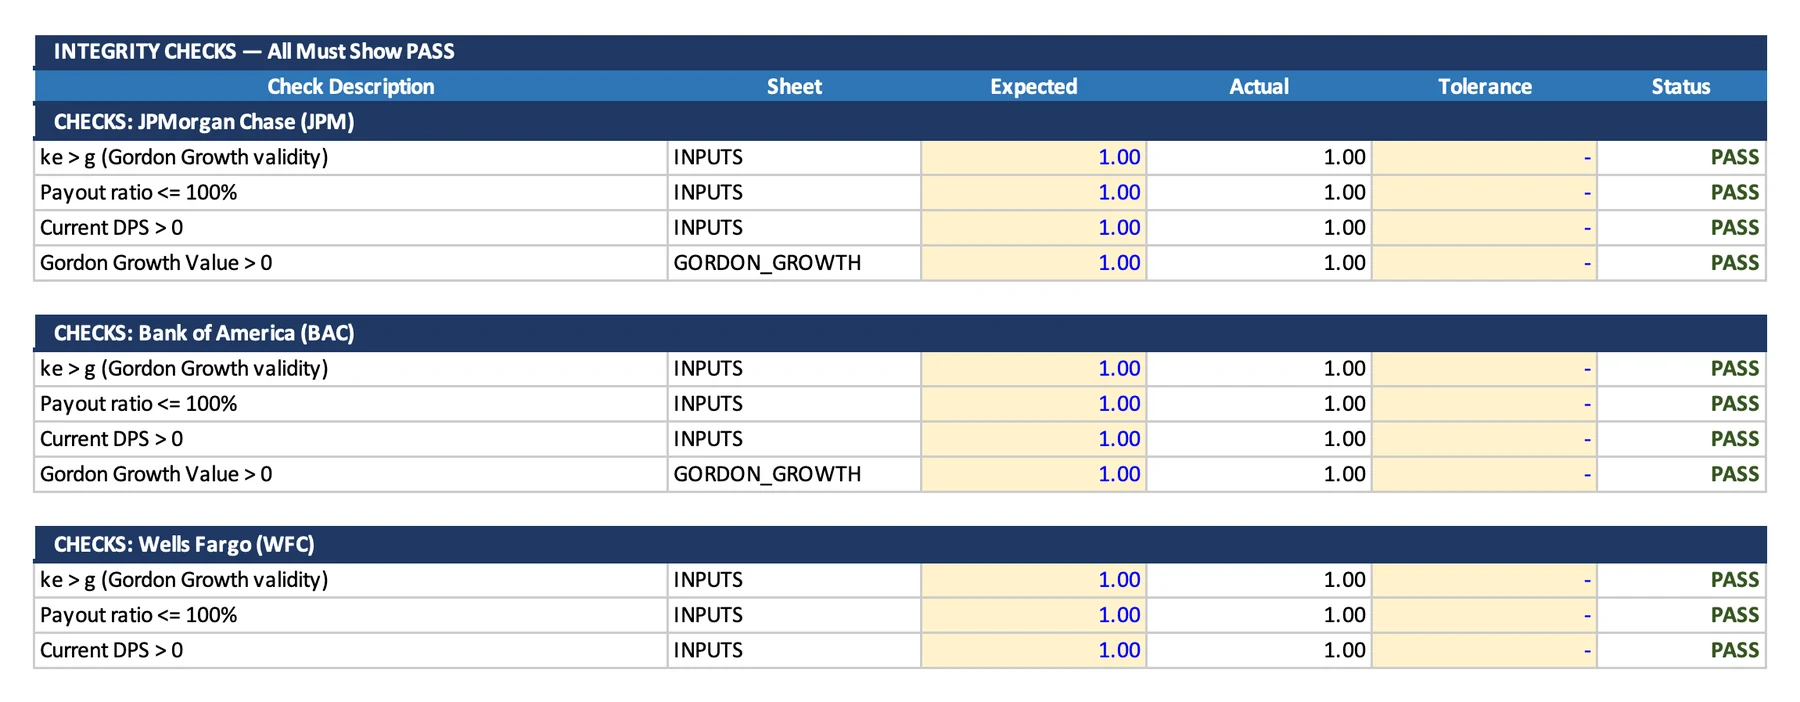 INTEGRITY CHECKS — All Must Show PASS
Check Description Sheet Expected Actual Tolerance Status
CHECKS: JPMorgan Chase (JPM)
ke > g (Gordon Growth validity) INPUTS 1.00 1.00 - PASS
Payout ratio <= 100% INPUTS 1.00 1.00 - PASS
Current DPS > 0 INPUTS 1.00 1.00 - PASS
Gordon Growth Value > 0 GORDON_GROWTH 1.00 1.00 - PASS
CHECKS: Bank of America (BAC)
ke > g (Gordon Growth validity) INPUTS 1.00 1.00 - PASS
Payout ratio <= 100% INPUTS 1.00 1.00 - PASS
Current DPS > 0 INPUTS 1.00 1.00 - PASS
Gordon Growth Value > 0 GORDON_GROWTH 1.00 1.00 - PASS
CHECKS: Wells Fargo (WFC)
ke > g (Gordon Growth validity) INPUTS 1.00 1.00 - PASS
Payout ratio <= 100% INPUTS 1.00 1.00 - PASS
Current DPS > 0 INPUTS 1.00 1.00 - PASS